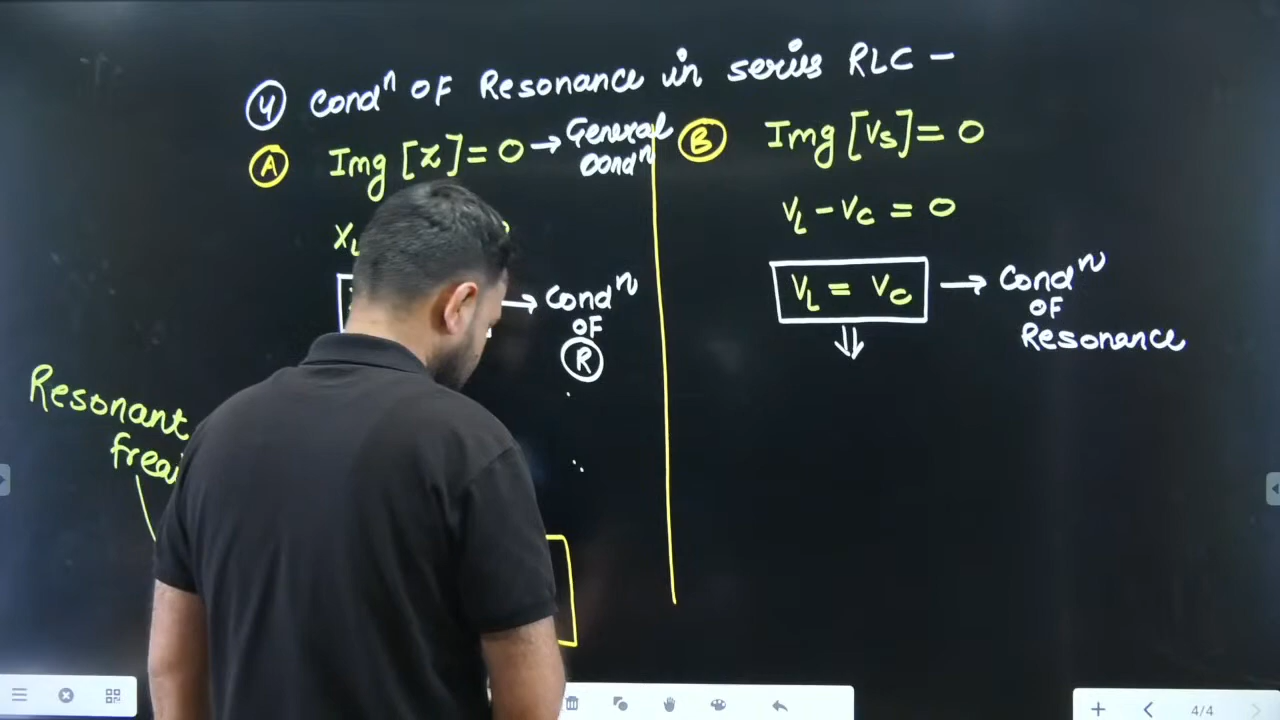 ④ Condⁿ OF Resonance in series RLC –
Ⓐ Img [Z] = 0 → General Condⁿ
→ Condⁿ
OF
Ⓡ
Resonant
Ⓑ Img [Vs] = 0
VL – VC = 0
VL = VC → Condⁿ
OF
Resonance
⇓
4/4